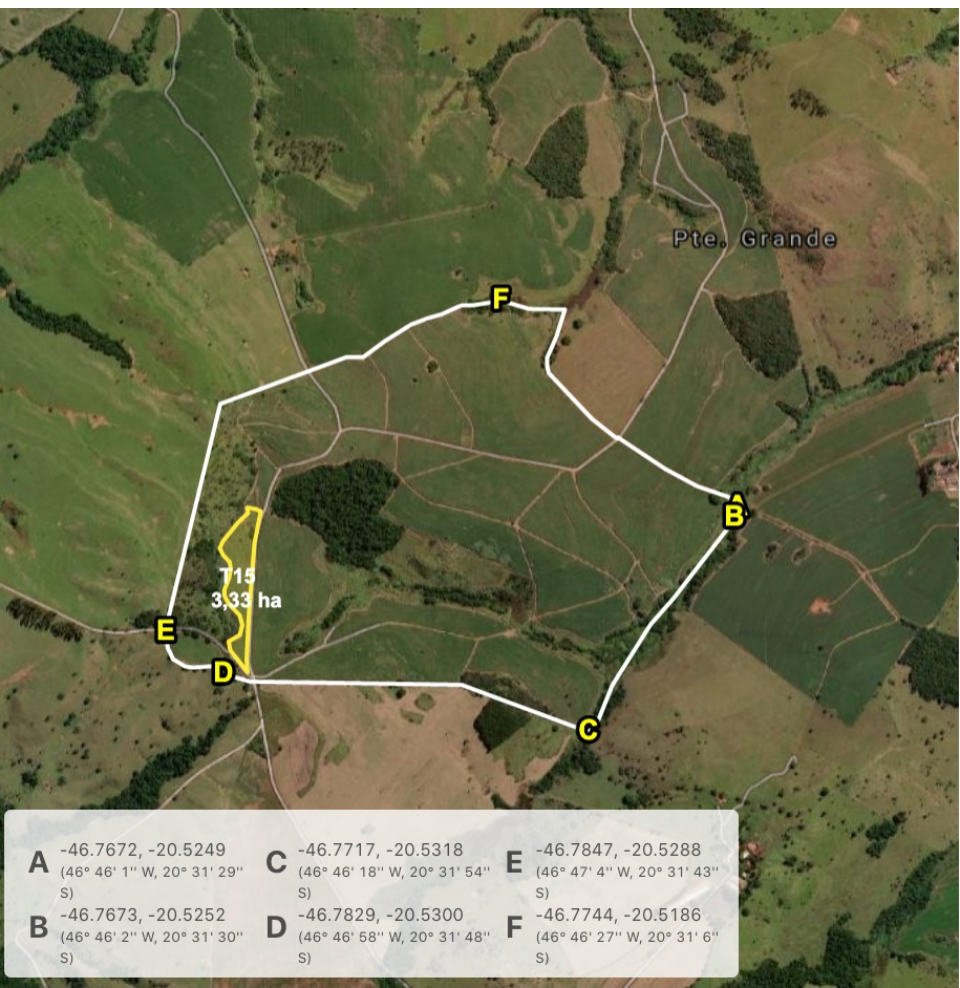 F
Pte. Grande
A
B
T15
3,33 ha
E
D
C
A -46.7672, -20.5249
(46° 46' 1'' W, 20° 31' 29''
S)
C -46.7717, -20.5318
(46° 46' 18'' W, 20° 31' 54''
S)
E -46.7847, -20.5288
(46° 47' 4'' W, 20° 31' 43''
S)
B -46.7673, -20.5252
(46° 46' 2'' W, 20° 31' 30''
S)
D -46.7829, -20.5300
(46° 46' 58'' W, 20° 31' 48''
S)
F -46.7744, -20.5186
(46° 46' 27'' W, 20° 31' 6''
S)